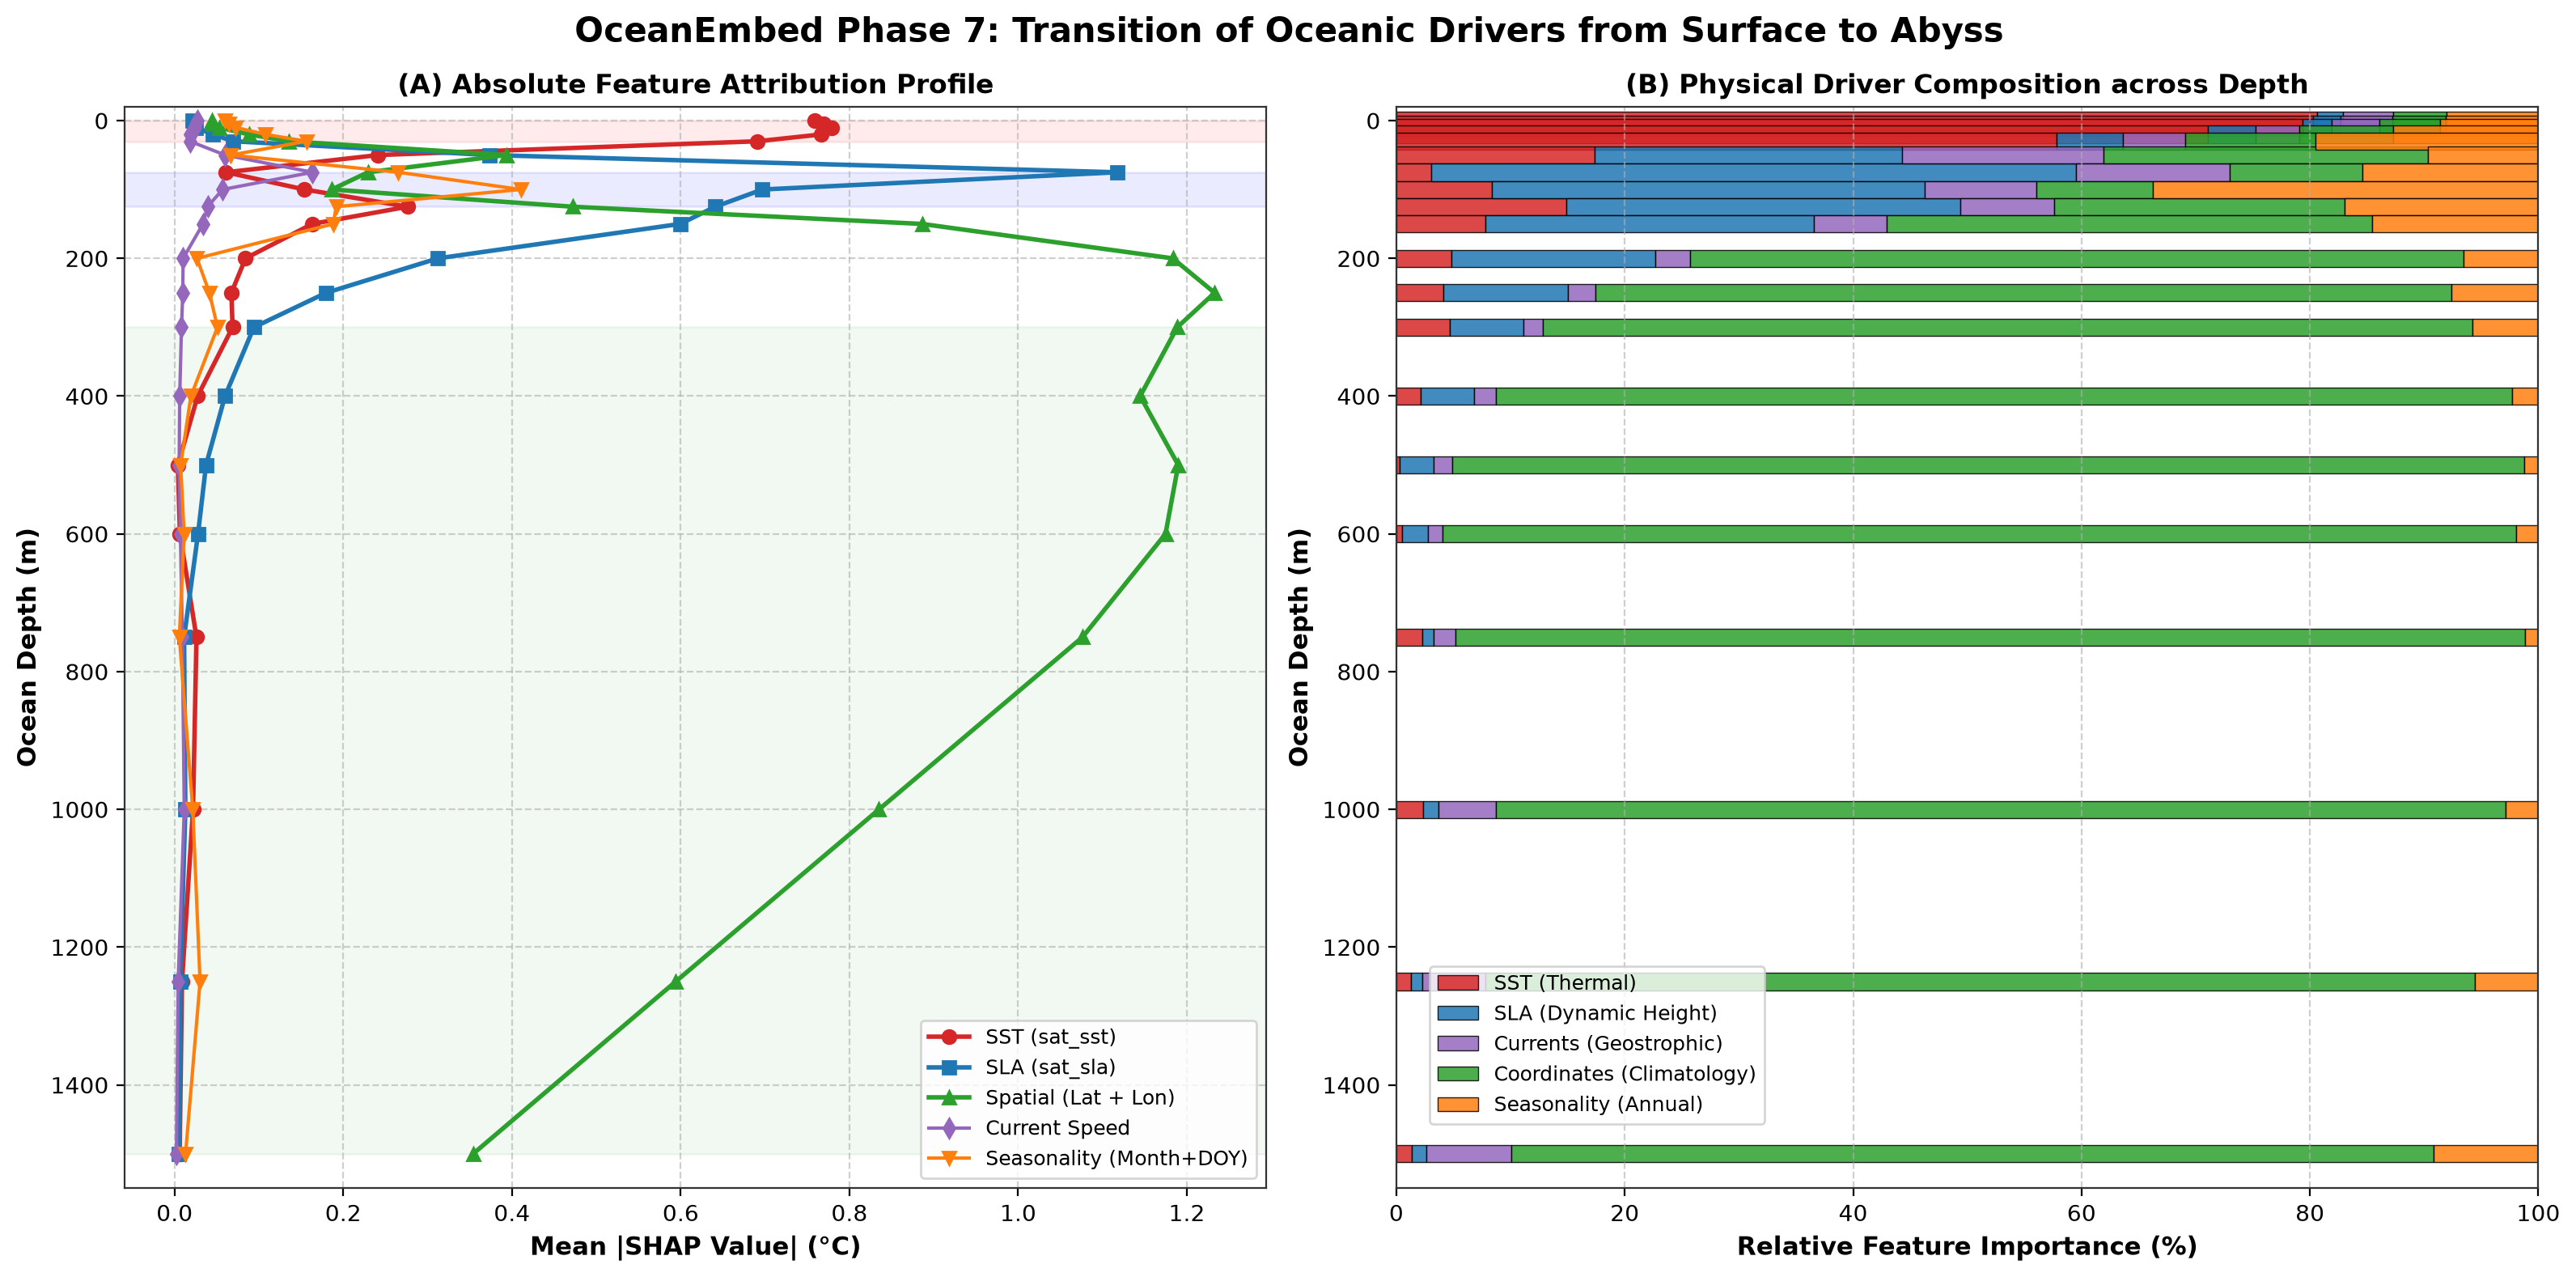 OceanEmbed Phase 7: Transition of Oceanic Drivers from Surface to Abyss
(A) Absolute Feature Attribution Profile
Ocean Depth (m)
0
200
400
600
800
1000
1200
1400
SST (sat_sst)
SLA (sat_sla)
Spatial (Lat + Lon)
Current Speed
Seasonality (Month+DOY)
0.0
0.2
0.4
0.6
0.8
1.0
1.2
Mean |SHAP Value| (°C)
(B) Physical Driver Composition across Depth
Ocean Depth (m)
0
200
400
600
800
1000
1200
1400
SST (Thermal)
SLA (Dynamic Height)
Currents (Geostrophic)
Coordinates (Climatology)
Seasonality (Annual)
0
20
40
60
80
100
Relative Feature Importance (%)